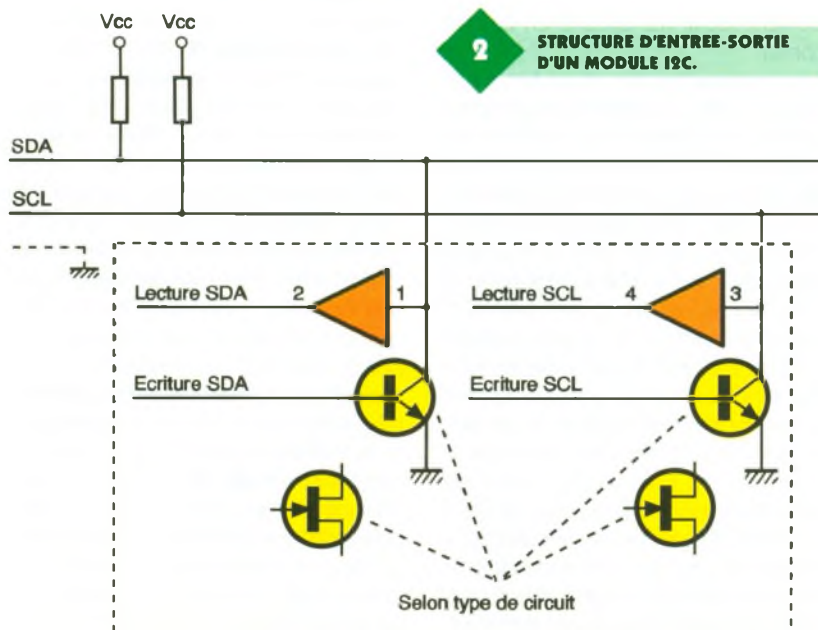 Vcc Vcc
2
STRUCTURE D'ENTREE-SORTIE
D'UN MODULE I2C.
SDA
SCL
Lecture SDA 2 1
Lecture SCL 4 3
Ecriture SDA
Ecriture SCL
Selon type de circuit